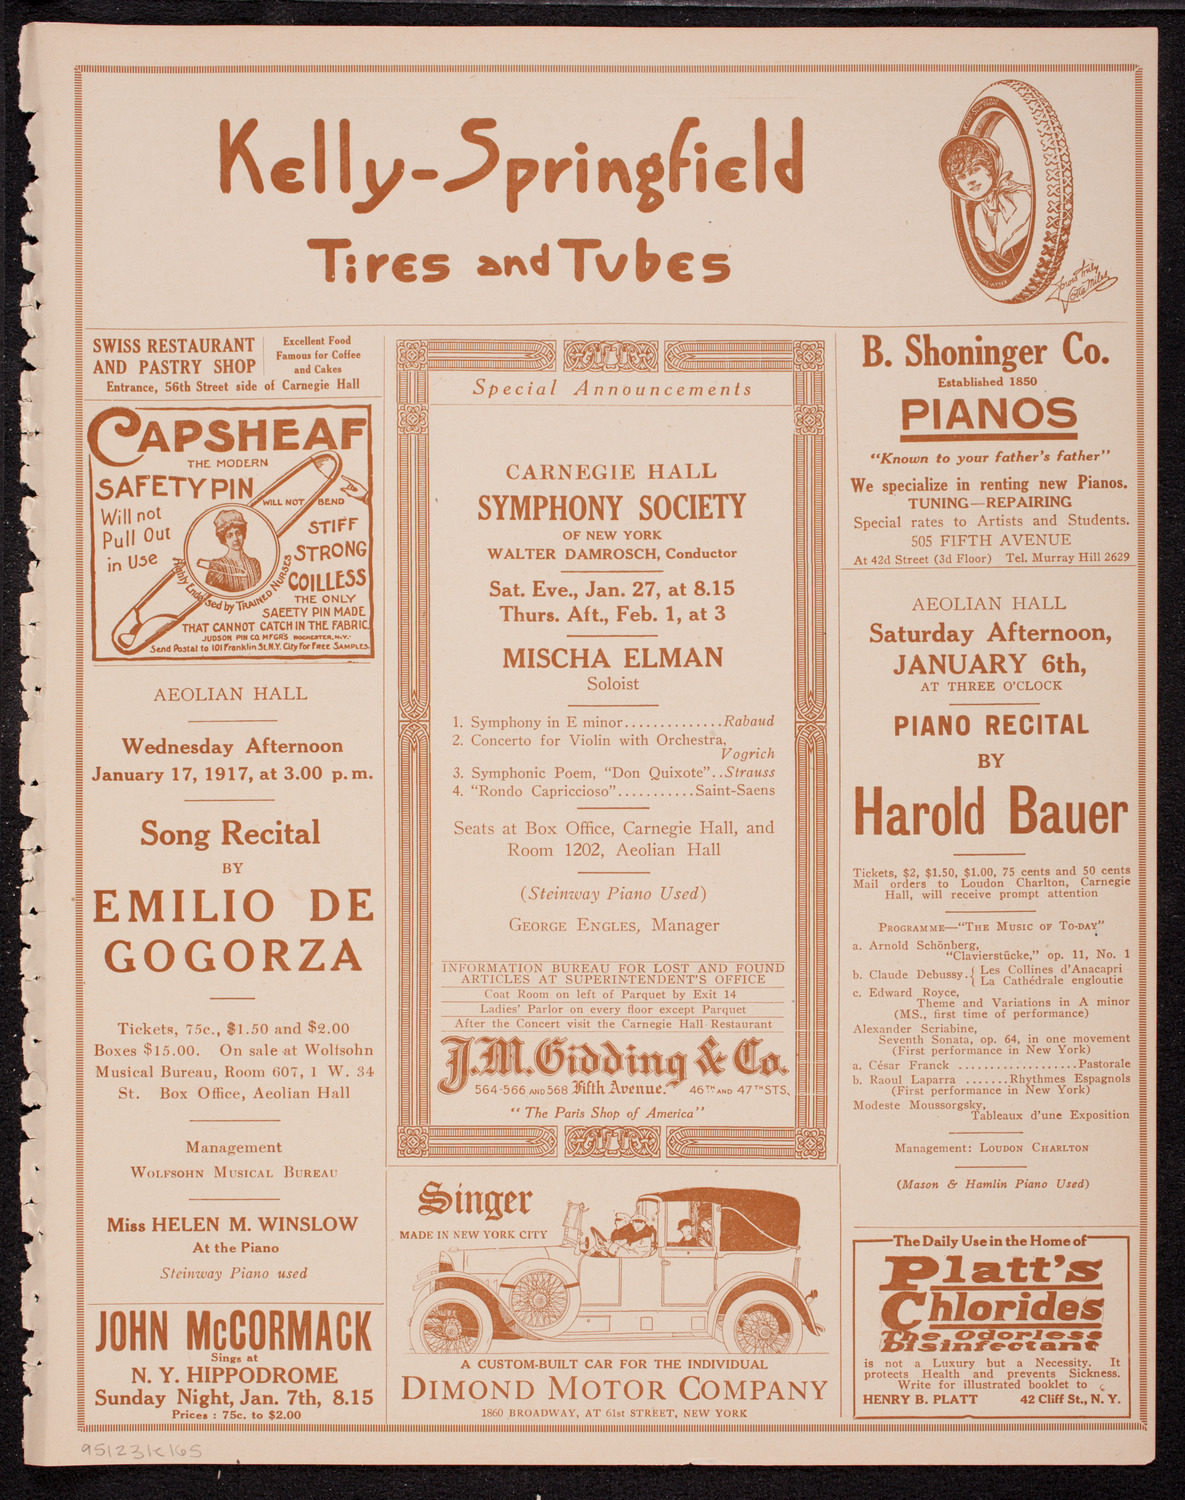 Kelly-Springfield
Tires and Tubes
Yours truly
Lotta Miles
SWISS RESTAURANT
AND PASTRY SHOP
Excellent Food
Famous for Coffee
and Cakes
Entrance, 56th Street side of Carnegie Hall
CAPSHEAF
THE MODERN
SAFETY PIN
WILL NOT BEND
Will not
Pull Out
in Use
STIFF
STRONG
COILLESS
Highly Endorsed by TRAINED NURSES
THE ONLY
SAFETY PIN MADE
THAT CANNOT CATCH IN THE FABRIC.
JUDSON PIN CO. MFGR'S ROCHESTER, N.Y.
Send Postal to 101 Franklin St. N.Y. City For FREE SAMPLES.
AEOLIAN HALL
Wednesday Afternoon
January 17, 1917, at 3.00 p. m.
Song Recital
BY
EMILIO DE
GOGORZA
Tickets, 75c., $1.50 and $2.00
Boxes $15.00. On sale at Wolfsohn
Musical Bureau, Room 607, 1 W. 34
St. Box Office, Aeolian Hall
Management
WOLFSOHN MUSICAL BUREAU
Miss HELEN M. WINSLOW
At the Piano
Steinway Piano used
JOHN McCORMACK
Sings at
N. Y. HIPPODROME
Sunday Night, Jan. 7th, 8.15
Prices : 75c. to $2.00
Special Announcements
CARNEGIE HALL
SYMPHONY SOCIETY
OF NEW YORK
WALTER DAMROSCH, Conductor
Sat. Eve., Jan. 27, at 8.15
Thurs. Aft., Feb. 1, at 3
MISCHA ELMAN
Soloist
1. Symphony in E minor..............Rabaud
2. Concerto for Violin with Orchestra,
Vogrich
3. Symphonic Poem, "Don Quixote"..Strauss
4. "Rondo Capriccioso"...........Saint-Saens
Seats at Box Office, Carnegie Hall, and
Room 1202, Aeolian Hall
(Steinway Piano Used)
GEORGE ENGLES, Manager
INFORMATION BUREAU FOR LOST AND FOUND
ARTICLES AT SUPERINTENDENT'S OFFICE
Coat Room on left of Parquet by Exit 14
Ladies' Parlor on every floor except Parquet
After the Concert visit the Carnegie Hall Restaurant
J.M. Gidding & Co.
564-566 AND 568 Fifth Avenue. 46TH AND 47TH STS.
"The Paris Shop of America"
Singer
MADE IN NEW YORK CITY
A CUSTOM-BUILT CAR FOR THE INDIVIDUAL
DIMOND MOTOR COMPANY
1860 BROADWAY, AT 61st STREET, NEW YORK
B. Shoninger Co.
Established 1850
PIANOS
"Known to your father's father"
We specialize in renting new Pianos.
TUNING—REPAIRING
Special rates to Artists and Students.
505 FIFTH AVENUE
At 42d Street (3d Floor) Tel. Murray Hill 2629
AEOLIAN HALL
Saturday Afternoon,
JANUARY 6th,
AT THREE O'CLOCK
PIANO RECITAL
BY
Harold Bauer
Tickets, $2, $1.50, $1.00, 75 cents and 50 cents
Mail orders to Loudon Charlton, Carnegie
Hall, will receive prompt attention
PROGRAMME—"THE MUSIC OF TO-DAY"
a. Arnold Schönberg,
"Clavierstücke," op. 11, No. 1
b. Claude Debussy. { Les Collines d'Anacapri
La Cathédrale engloutie
c. Edward Royce,
Theme and Variations in A minor
(MS., first time of performance)
Alexander Scriabine,
Seventh Sonata, op. 64, in one movement
(First performance in New York)
a. César Franck ..................Pastorale
b. Raoul Laparra .......Rhythmes Espagnols
(First performance in New York)
Modeste Moussorgsky,
Tableaux d'une Exposition
Management: LOUDON CHARLTON
(Mason & Hamlin Piano Used)
The Daily Use in the Home of
Platt's
Chlorides
The Odorless
Disinfectant
is not a Luxury but a Necessity. It
protects Health and prevents Sickness.
Write for illustrated booklet to
HENRY B. PLATT 42 Cliff St., N. Y.
95123k165